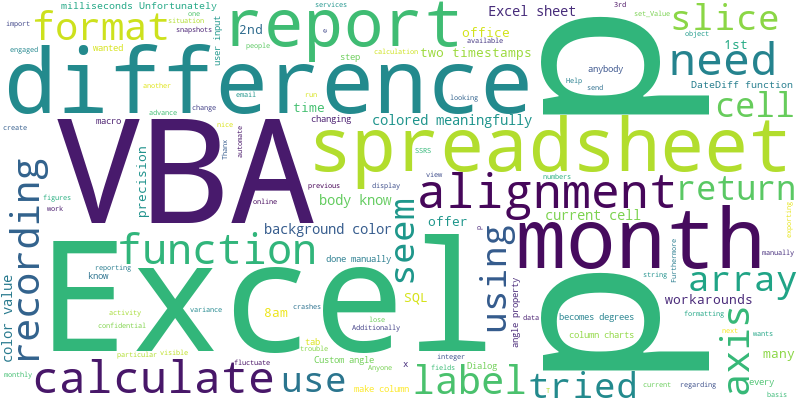 milliseconds Unfortunately
services
Excel sheet
3rd
set_Value
import
one
situation
format
snapshots
user input
2nd
report
e
people
office
available
slice
object
engaged
wanted
step
two timestamps
1st
need
calculation
difference
another
email
run
looking
anybody
Help
send
d
DateDiff function
advance
change
time
changing
cell
create
macro
nice
automate
colored meaningfully
VBA
Thanx
spreadsheet
precision
SSRS
recording
figures
work
online
previous
display
view
alignment
numbers
return
body know
month
exporting
offer
current cell
background color
seem
P
function
done manually
using
string
Furthermore
manually
know
reporting
color value
Excel
array
SQL
variance
crashes
workarounds
8am
activity
confidential
lose
Additionally
angle property
data
becomes degrees
formatting
axis
column charts
tab
trouble
next
wants
many
particular
visible
fluctuate
Custom angle
x
integer
d
monthly
calculate
use
Anyone
fields
Dialog
make column
label
T
tried
current
regarding
every
basis